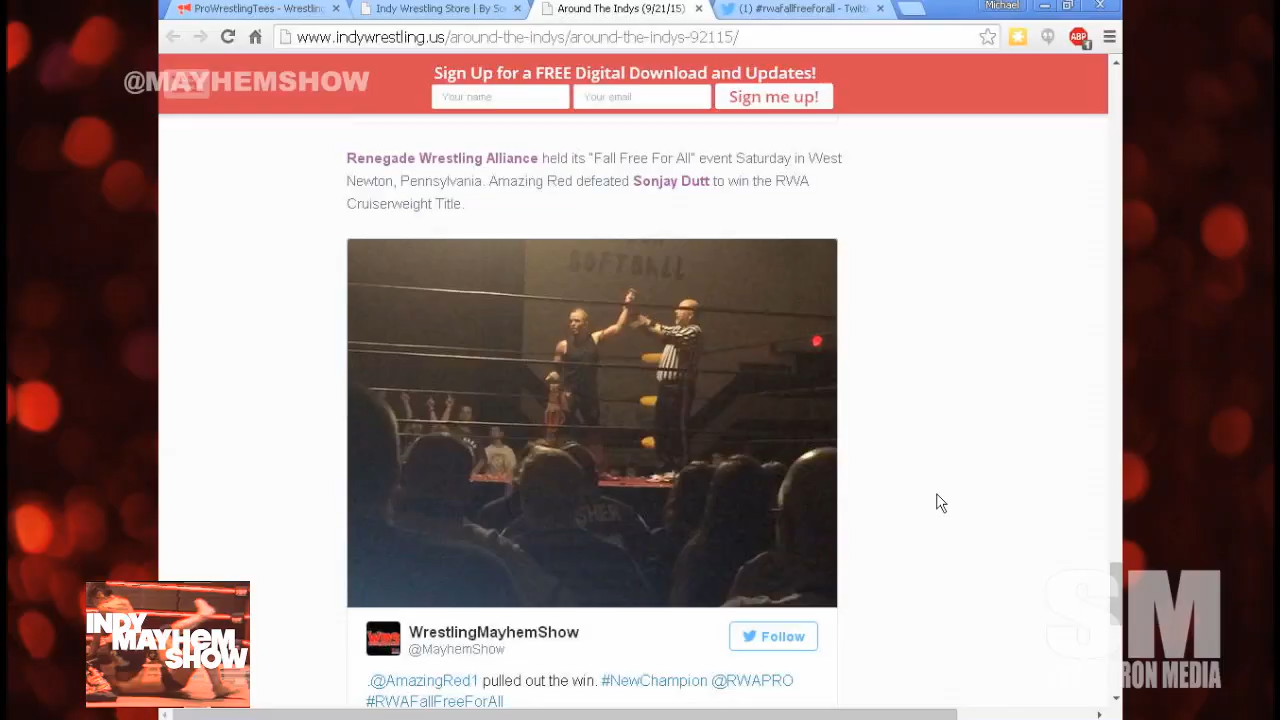 ProWrestlingTees - Wrestling
Indy Wrestling Store | By So
Around The Indys (9/21/15)
(1) #rwafallfreeforall - Twitt
Michael
www.indywrestling.us/around-the-indys/around-the-indys-92115/
ABP
@MAYHEMSHOW
Sign Up for a FREE Digital Download and Updates!
Your name
Your email
Sign me up!
Renegade Wrestling Alliance held its "Fall Free For All" event Saturday in West
Newton, Pennsylvania. Amazing Red defeated Sonjay Dutt to win the RWA
Cruiserweight Title.
SOFTBALL
WMS
WrestlingMayhemShow
@MayhemShow
Follow
.@AmazingRed1 pulled out the win. #NewChampion @RWAPRO
#RWAFallFreeForAll
INDY
MAYHEM
SHOW
SM
RON MEDIA